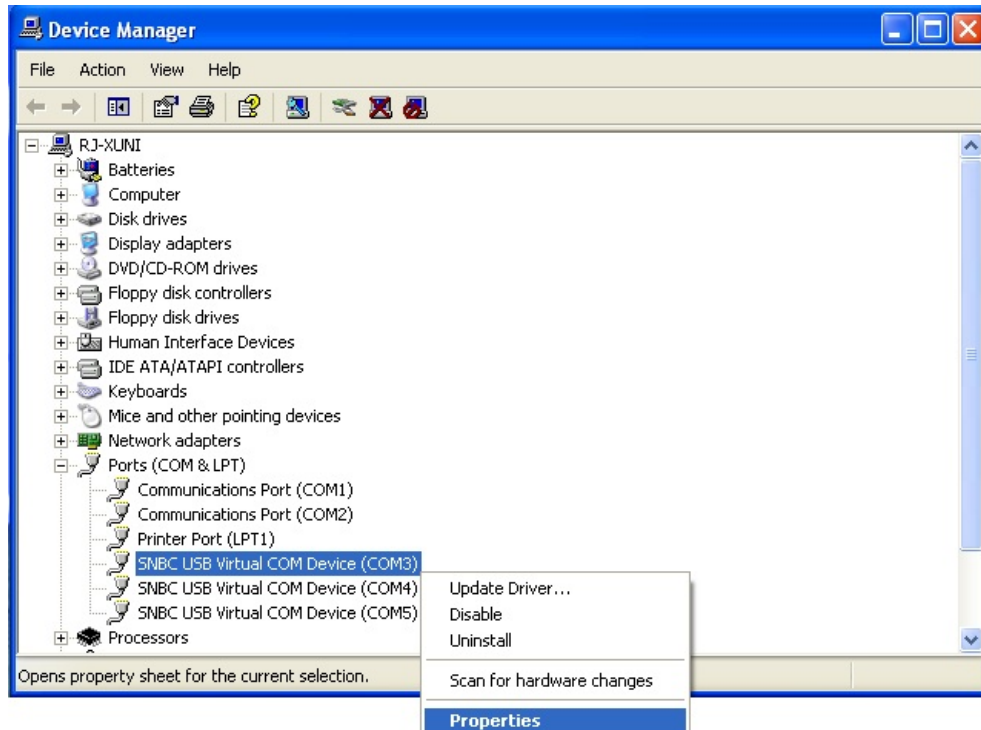 Device Manager
File Action View Help
RJ-XUNI
Batteries
Computer
Disk drives
Display adapters
DVD/CD-ROM drives
Floppy disk controllers
Floppy disk drives
Human Interface Devices
IDE ATA/ATAPI controllers
Keyboards
Mice and other pointing devices
Network adapters
Ports (COM & LPT)
Communications Port (COM1)
Communications Port (COM2)
Printer Port (LPT1)
SNBC USB Virtual COM Device (COM3)
SNBC USB Virtual COM Device (COM4)
SNBC USB Virtual COM Device (COM5)
Processors
Update Driver...
Disable
Uninstall
Scan for hardware changes
Properties
Opens property sheet for the current selection.